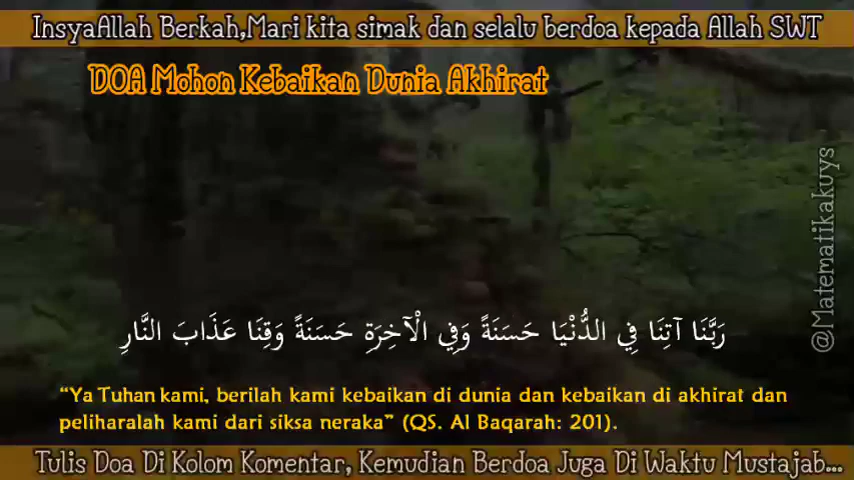 InsyaAllah Berkah,Mari kita simak dan selalu berdoa kepada Allah SWT
DOA Mohon Kebaikan Dunia Akhirat
@Matematikakuys
رَبَّنَا آتِنَا فِي الدُّنْيَا حَسَنَةً وَفِي الْآخِرَةِ حَسَنَةً وَقِنَا عَذَابَ النَّارِ
“Ya Tuhan kami, berilah kami kebaikan di dunia dan kebaikan di akhirat dan
peliharalah kami dari siksa neraka” (QS. Al Baqarah: 201).
Tulis Doa Di Kolom Komentar, Kemudian Berdoa Juga Di Waktu Mustajab...